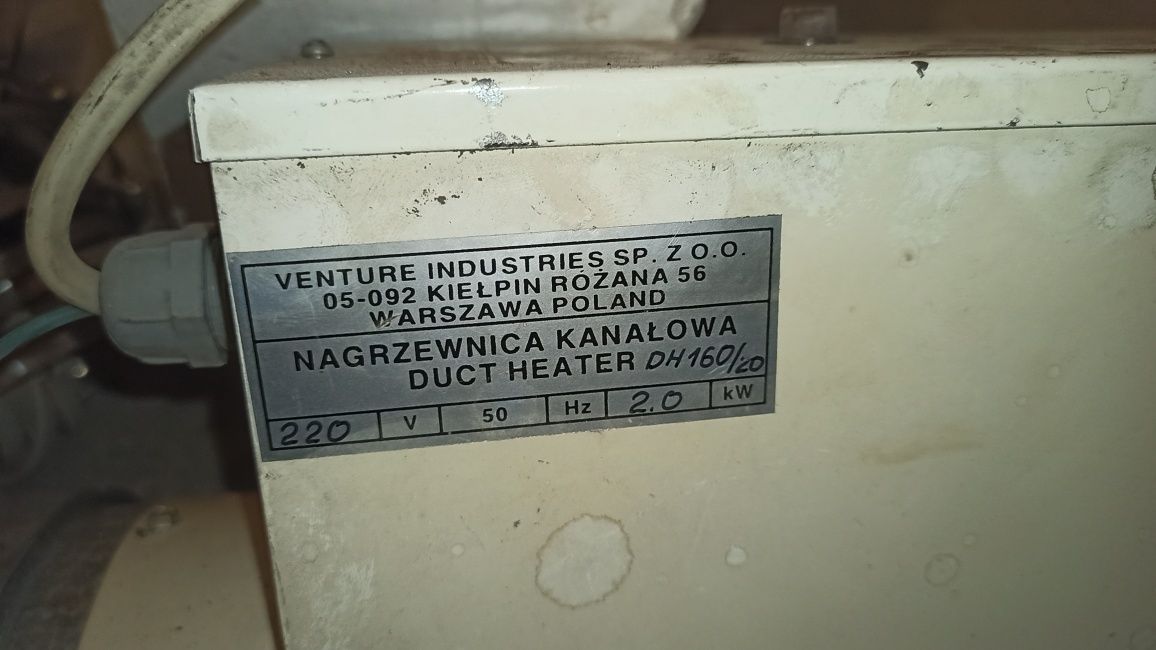 VENTURE INDUSTRIES SP. Z O.O.
05-092 KIEŁPIN RÓŻANA 56
WARSZAWA POLAND
NAGRZEWNICA KANAŁOWA
DUCT HEATER DH160/20
220 V 50 Hz 2.0 kW